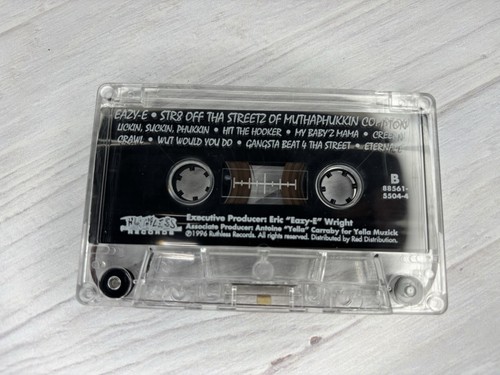 EAZY-E • STR8 OFF THA STREETZ OF MUTHAPHUKKIN COMPTON
LICKIN, SUCKIN, PHUKKIN • HIT THE HOOKER • MY BABY'Z MAMA • CREEP N
CRAWL • WUT WOULD YOU DO • GANGSTA BEAT 4 THA STREET • ETERNAL E
B
88561-
5504-4
RUTHLESS
RECORDS
Executive Producer: Eric "Eazy-E" Wright
Associate Producer: Antoine "Yella" Carraby for Yella Muzick
℗1996 Ruthless Records. All rights reserved. Distributed by Red Distribution.